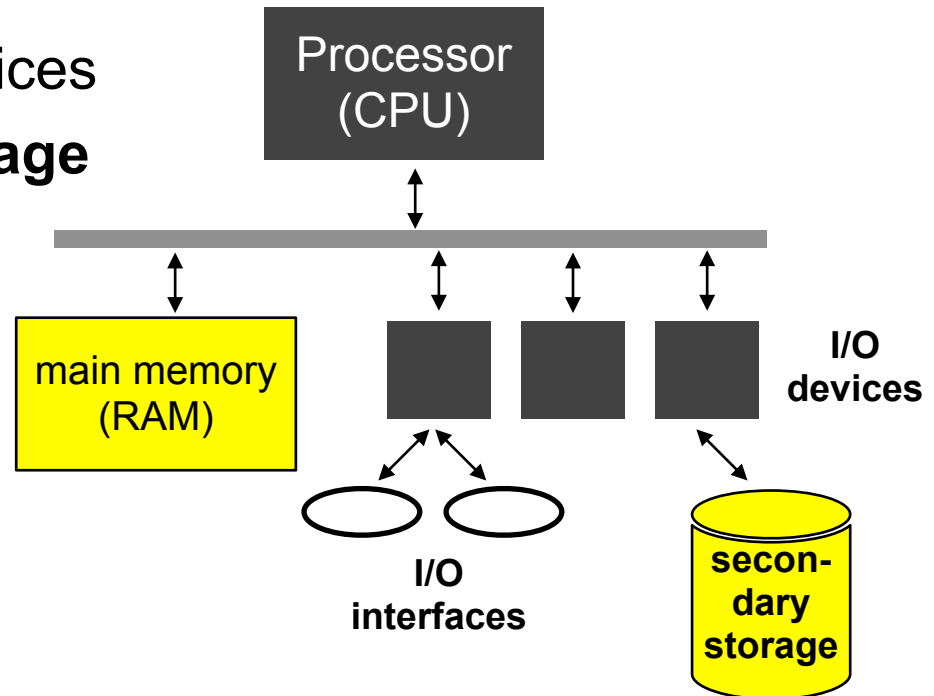 ices
age
Processor
(CPU)
main memory
(RAM)
I/O
devices
I/O
interfaces
secon-
dary
storage